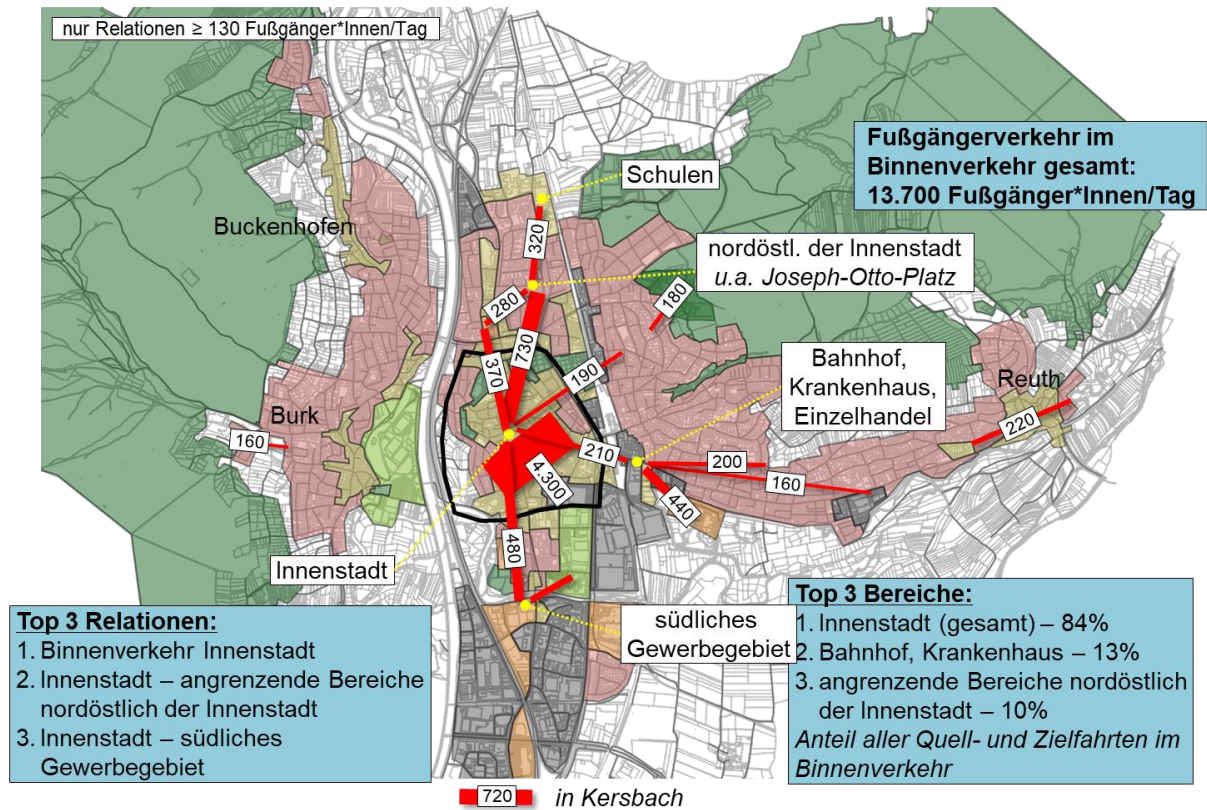 nur Relationen ≥ 130 Fußgänger*Innen/Tag
Fußgängerverkehr im
Binnenverkehr gesamt:
13.700 Fußgänger*Innen/Tag
Schulen
Buckenhofen
320
nordöstl. der Innenstadt
u.a. Joseph-Otto-Platz
280
180
730
370
190
Bahnhof,
Krankenhaus,
Einzelhandel
Reuth
Burk
220
160
210
200
160
4.300
440
480
Innenstadt
südliches
Gewerbegebiet
Top 3 Relationen:
1. Binnenverkehr Innenstadt
2. Innenstadt – angrenzende Bereiche
nordöstlich der Innenstadt
3. Innenstadt – südliches
Gewerbegebiet
Top 3 Bereiche:
1. Innenstadt (gesamt) – 84%
2. Bahnhof, Krankenhaus – 13%
3. angrenzende Bereiche nordöstlich
der Innenstadt – 10%
Anteil aller Quell- und Zielfahrten im
Binnenverkehr
720 in Kersbach